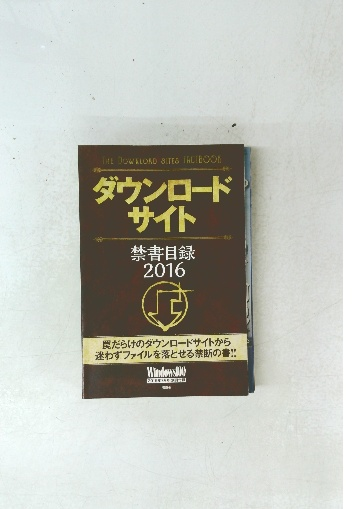 THE DOWNLOAD SITES TEXTBOOK
ダウンロード
サイト
禁書目録
2016
罠だらけのダウンロードサイトから
迷わずファイルを落とせる禁断の書!!
Windows100%